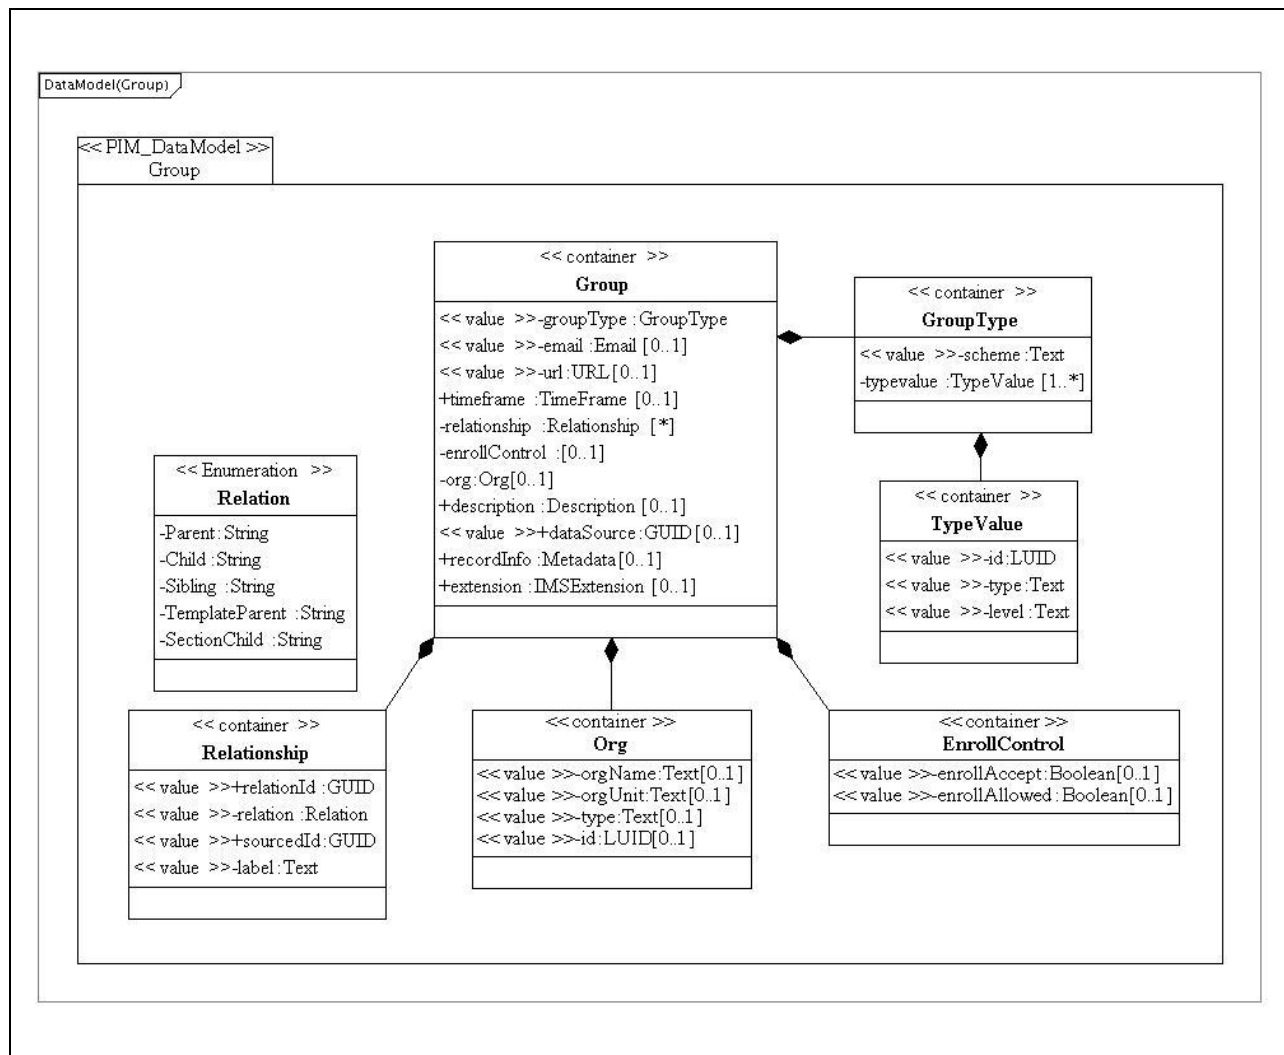 DataModel(Group)
<< PIM_DataModel >>
Group
<< container >>
Group
<< value >>-groupType :GroupType
<< value >>-email :Email [0..1]
<< value >>-url:URL[0..1]
+timeframe :TimeFrame [0..1]
-relationship :Relationship [*]
-enrollControl :[0..1]
-org:Org[0..1]
+description :Description [0..1]
<< value >>+dataSource:GUID[0..1]
+recordInfo :Metadata[0..1]
+extension :IMSExtension [0..1]
<< container >>
GroupType
<< value >>-scheme:Text
-typevalue :TypeValue [1..*]
<< container >>
TypeValue
<< value >>-id:LUID
<< value >>-type:Text
<< value >>-level:Text
<< Enumeration >>
Relation
-Parent:String
-Child:String
-Sibling :String
-TemplateParent :String
-SectionChild :String
<< container >>
Relationship
<< value >>+relationId :GUID
<< value >>-relation :Relation
<< value >>+sourcedId:GUID
<< value >>-label:Text
<<container >>
Org
<< value >>-orgName:Text[0..1]
<< value >>-orgUnit:Text[0..1]
<< value >>-type:Text[0..1]
<< value >>-id:LUID[0..1]
<<container >>
EnrollControl
<< value >>-enrollAccept:Boolean[0..1]
<< value >>-enrollAllowed:Boolean[0..1]